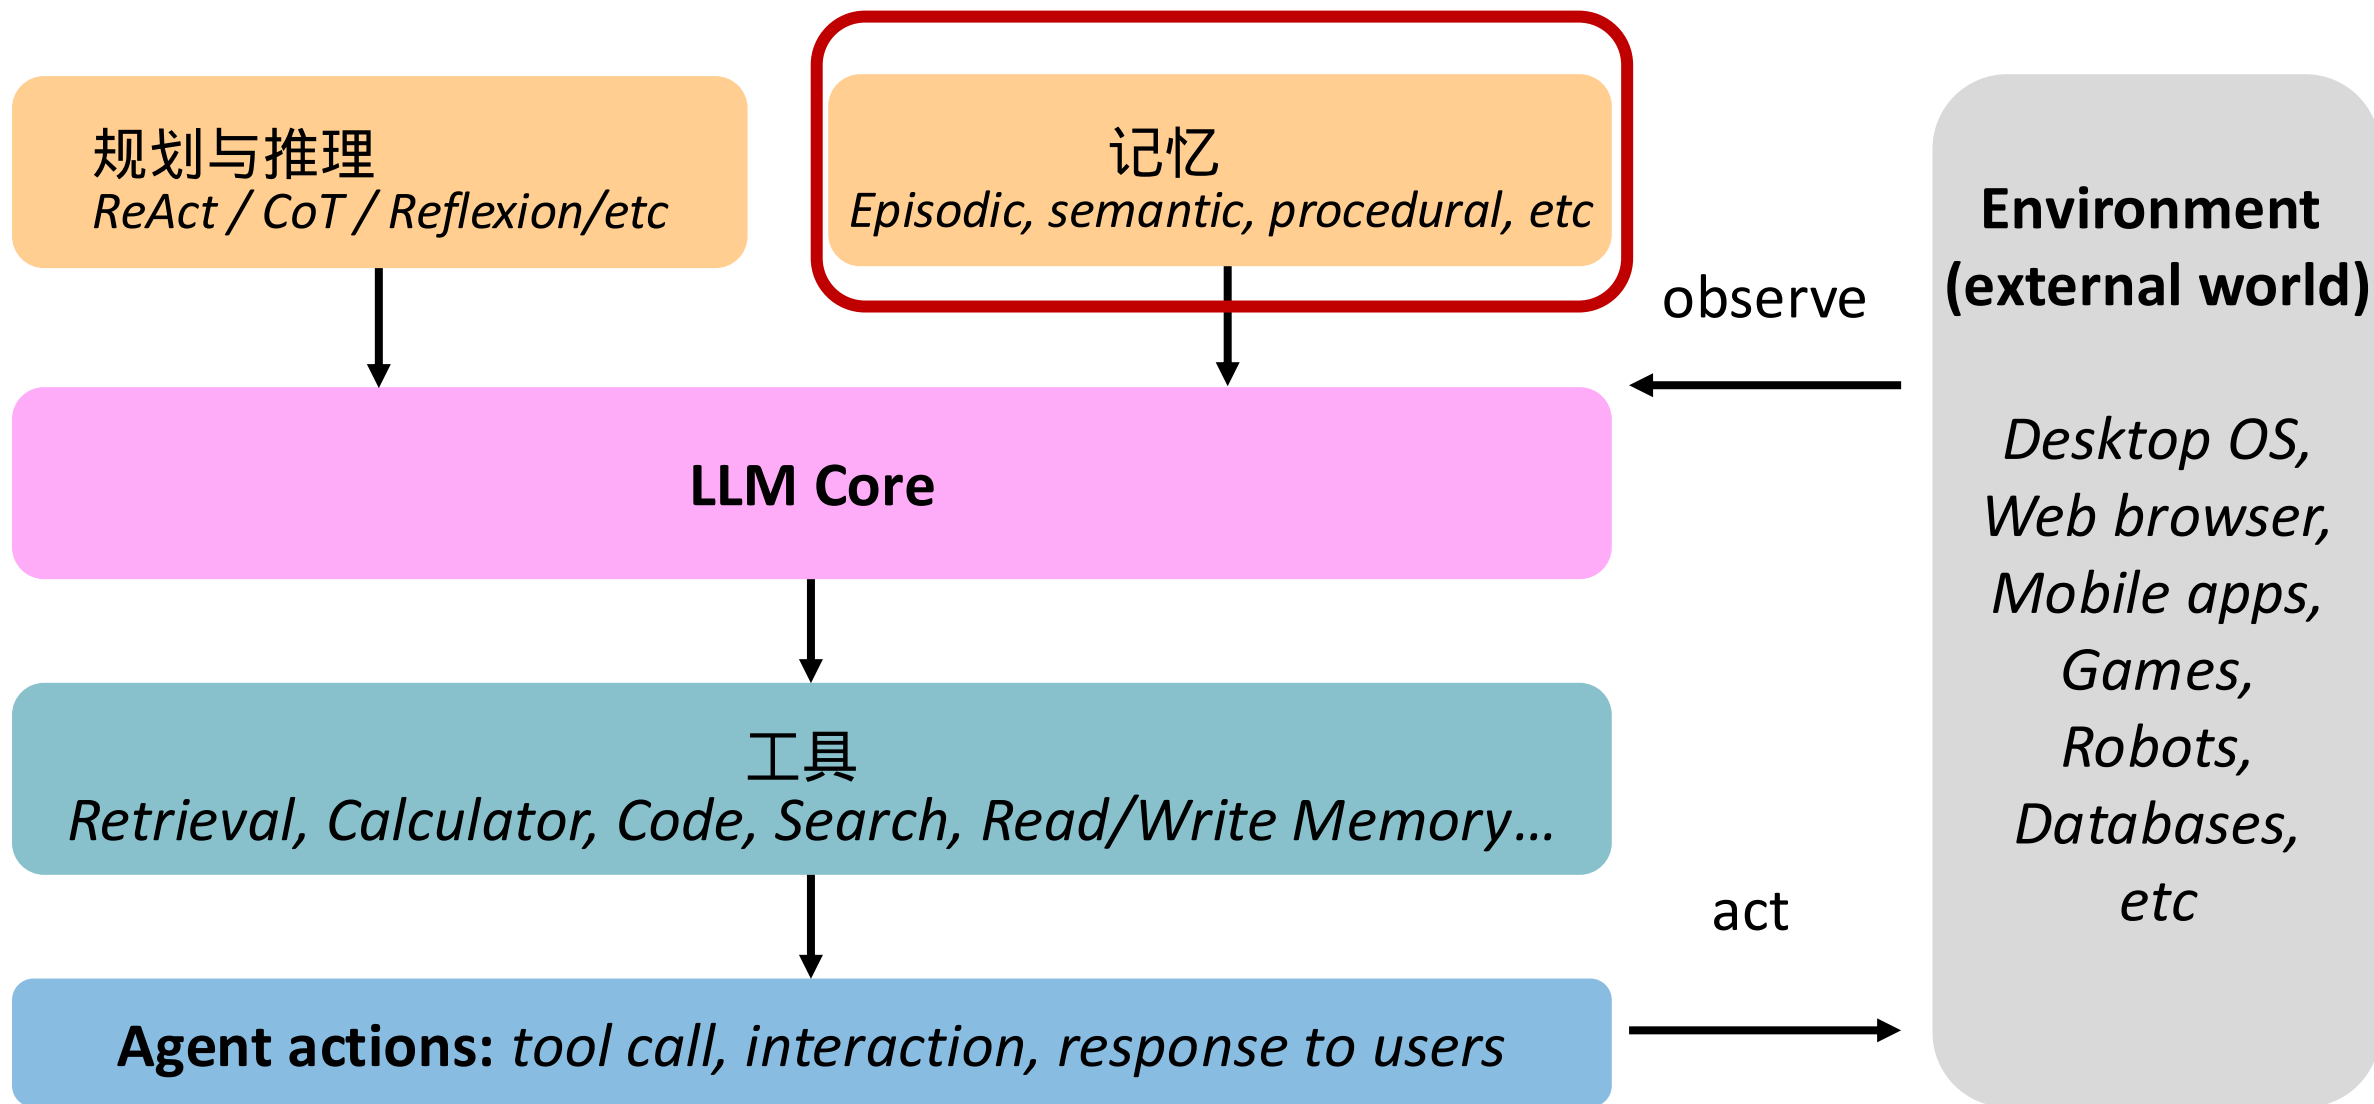 规划与推理
ReAct / CoT / Reflexion/etc
记忆
Episodic, semantic, procedural, etc
observe
Environment
(external world)
Desktop OS,
Web browser,
Mobile apps,
Games,
Robots,
Databases,
etc
LLM Core
工具
Retrieval, Calculator, Code, Search, Read/Write Memory...
act
Agent actions: tool call, interaction, response to users